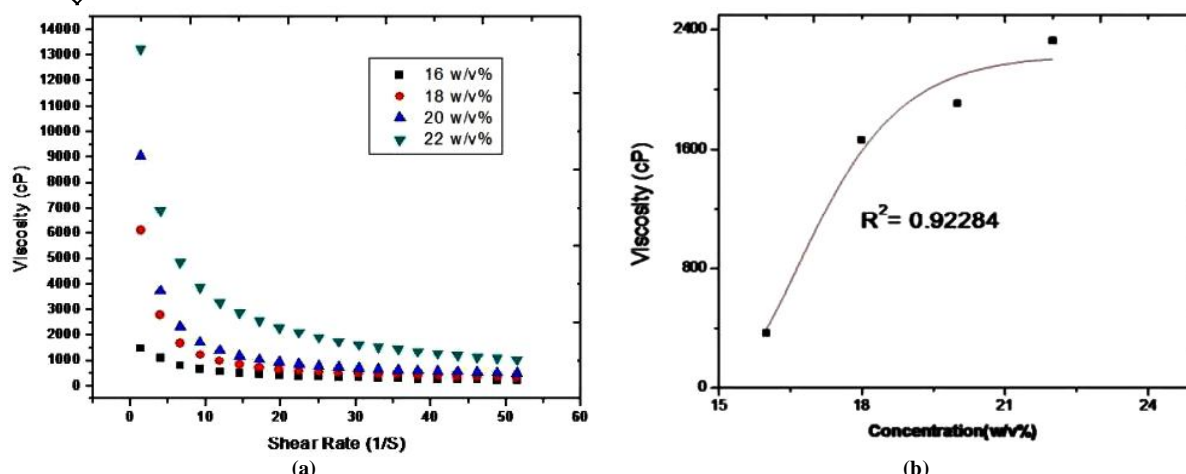 14500
14000
13000
12000
11000
10000
9000
8000
7000
6000
5000
4000
3000
2000
1000
0
Viscosity (cP)
16 w/v%
18 w/v%
20 w/v%
22 w/v%
0 10 20 30 40 50 60
Shear Rate (1/S)
(a)
2400
1600
800
0
Viscosity (cP)
R²= 0.92284
15 18 21 24
Concentration(w/v%)
(b)